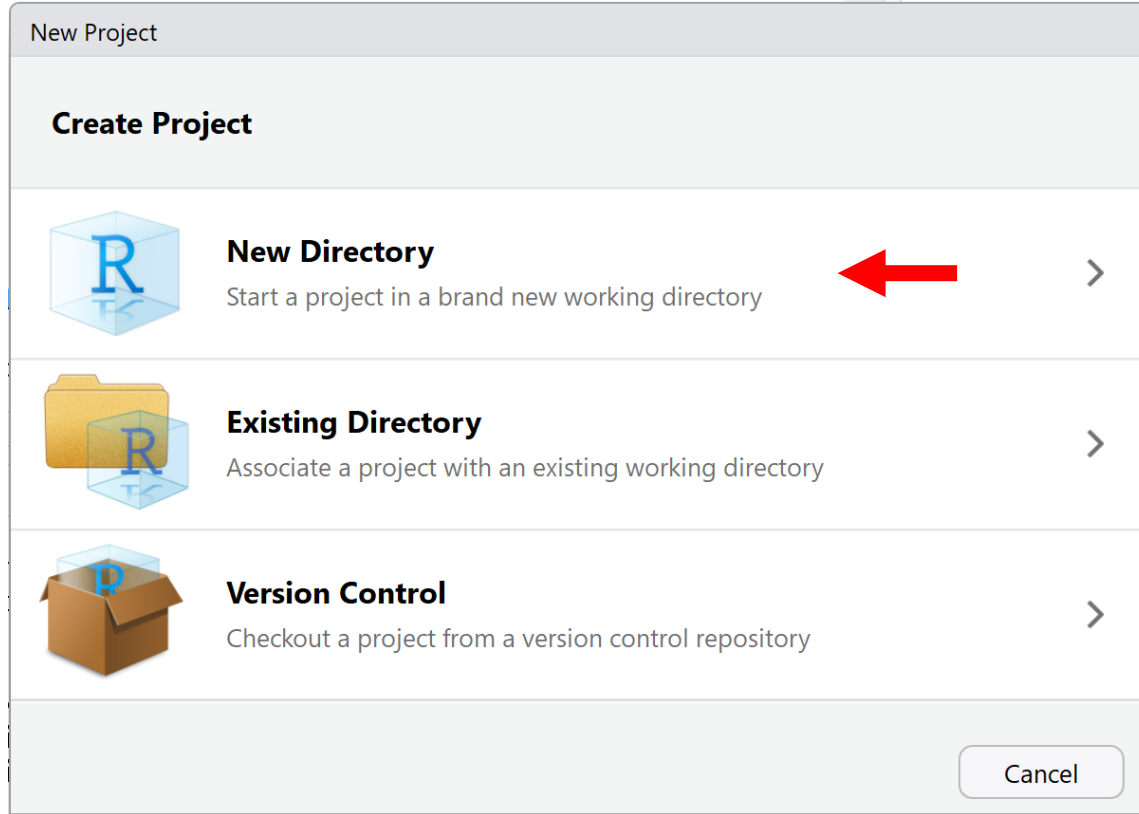 New Project
Create Project
R
New Directory
Start a project in a brand new working directory
R
Existing Directory
Associate a project with an existing working directory
R
Version Control
Checkout a project from a version control repository
Cancel